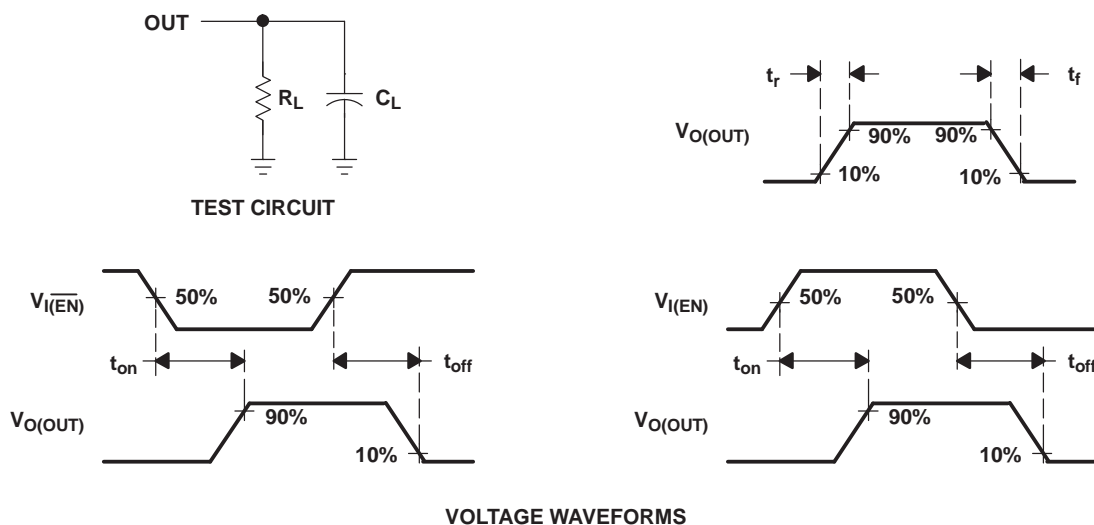 OUT
R_L
C_L
TEST CIRCUIT
t_r
t_f
V_O(OUT)
90%
90%
10%
10%
V_I(E̅N̅)
50%
50%
t_on
t_off
V_O(OUT)
90%
10%
V_I(EN)
50%
50%
t_on
t_off
V_O(OUT)
90%
10%
VOLTAGE WAVEFORMS